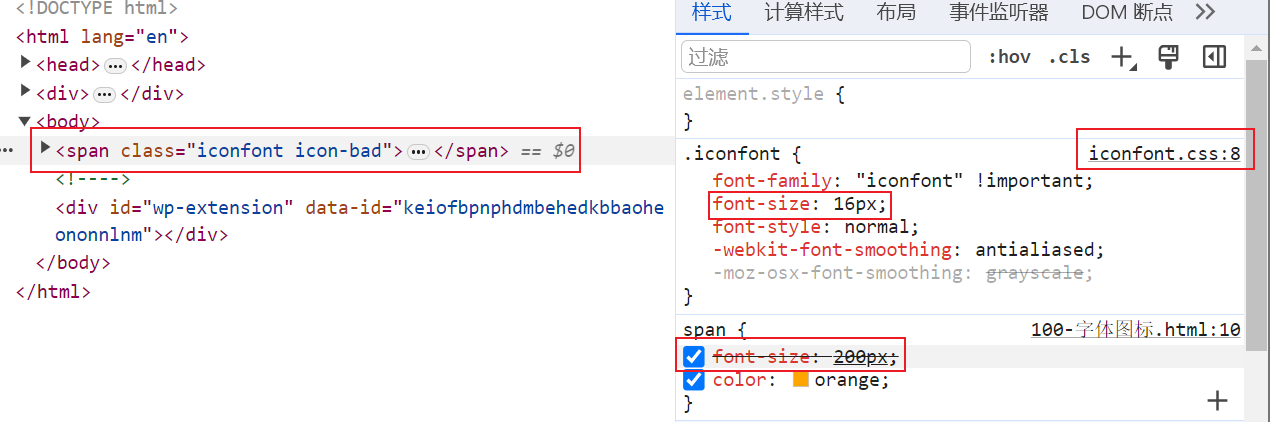 <!DOCTYPE html>
<html lang="en">
<head>…</head>
<div>…</div>
<body>
<span class="iconfont icon-bad">…</span> == $0
<!---->
<div id="wp-extension" data-id="keiofbpnphdmbehedkbbaohe
ononnlnm"></div>
</body>
</html>
样式 计算样式 布局 事件监听器 DOM 断点
过滤 :hov .cls
element.style {
}
.iconfont { iconfont.css:8
font-family: "iconfont" !important;
font-size: 16px;
font-style: normal;
-webkit-font-smoothing: antialiased;
-moz-osx-font-smoothing: grayscale;
}
span { 100-字体图标.html:10
font-size: 200px;
color: orange;
}